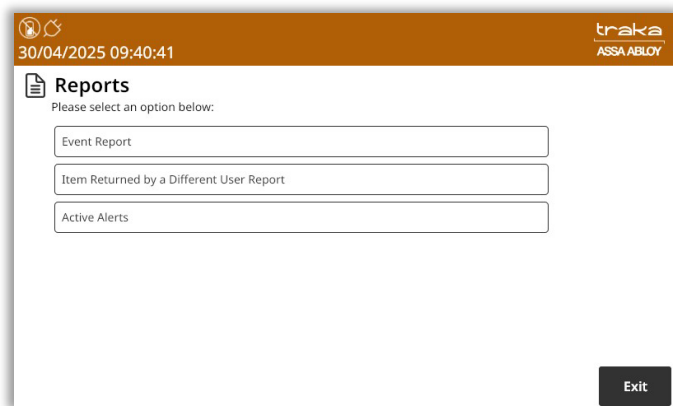 traka
30/04/2025 09:40:41
ASSA ABLOY
Reports
Please select an option below:
Event Report
Item Returned by a Different User Report
Active Alerts
Exit